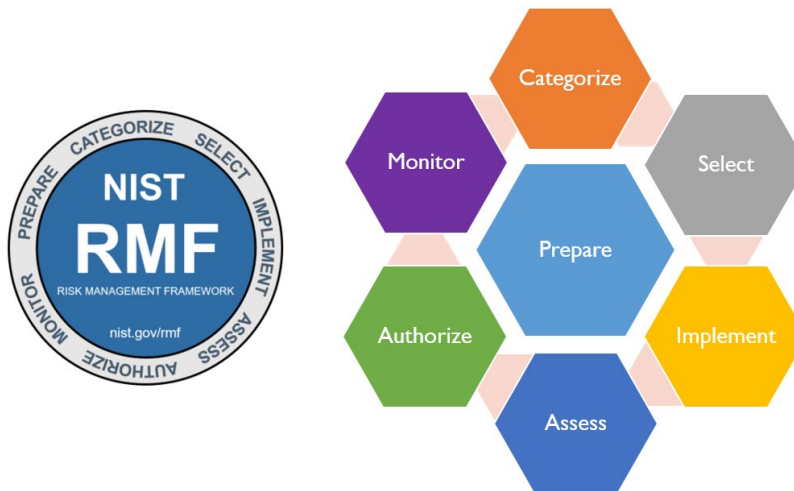 PREPARE CATEGORIZE SELECT IMPLEMENT ASSESS AUTHORIZE MONITOR
NIST
RMF
RISK MANAGEMENT FRAMEWORK
nist.gov/rmf
Categorize
Select
Implement
Assess
Authorize
Monitor
Prepare